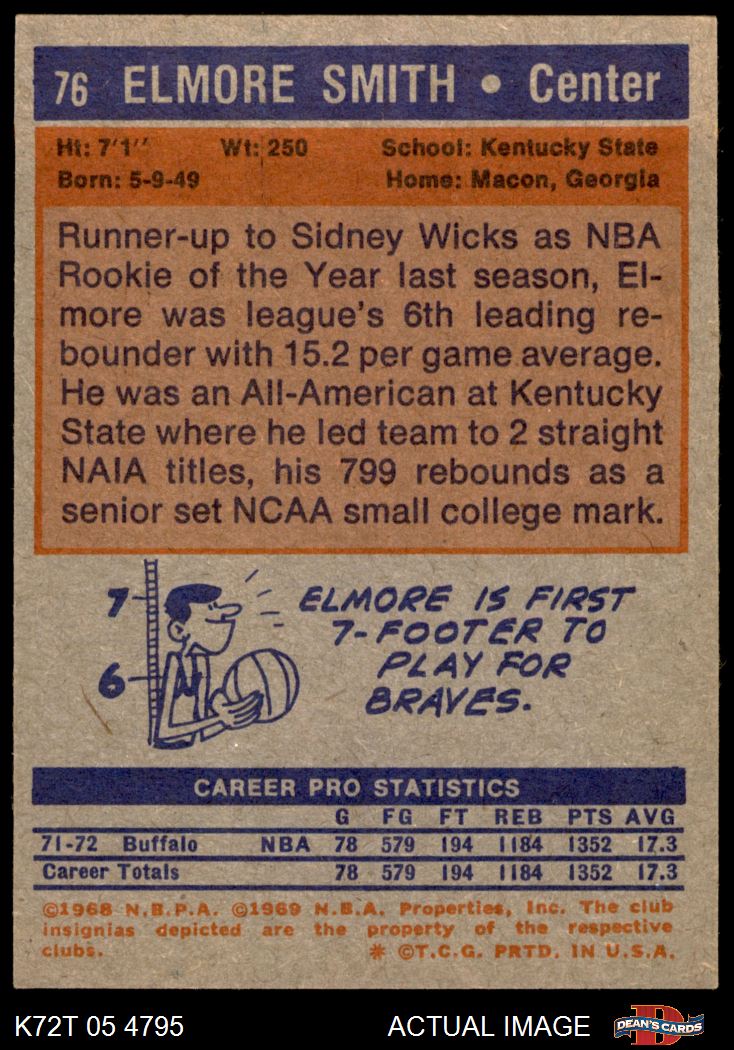 76 ELMORE SMITH • Center
Ht: 7'1'' Wt: 250 School: Kentucky State
Born: 5-9-49 Home: Macon, Georgia
Runner-up to Sidney Wicks as NBA
Rookie of the Year last season, El-
more was league's 6th leading re-
bounder with 15.2 per game average.
He was an All-American at Kentucky
State where he led team to 2 straight
NAIA titles, his 799 rebounds as a
senior set NCAA small college mark.
7
6
ELMORE IS FIRST
7-FOOTER TO
PLAY FOR
BRAVES.
CAREER PRO STATISTICS
G FG FT REB PTS AVG
71-72 Buffalo NBA 78 579 194 1184 1352 17.3
Career Totals 78 579 194 1184 1352 17.3
©1968 N.B.P.A. ©1969 N.B.A. Properties, Inc. The club
insignias depicted are the property of the respective
clubs. * ©T.C.G. PRTD. IN U.S.A.
K72T 05 4795 ACTUAL IMAGE D DEAN'S CARDS